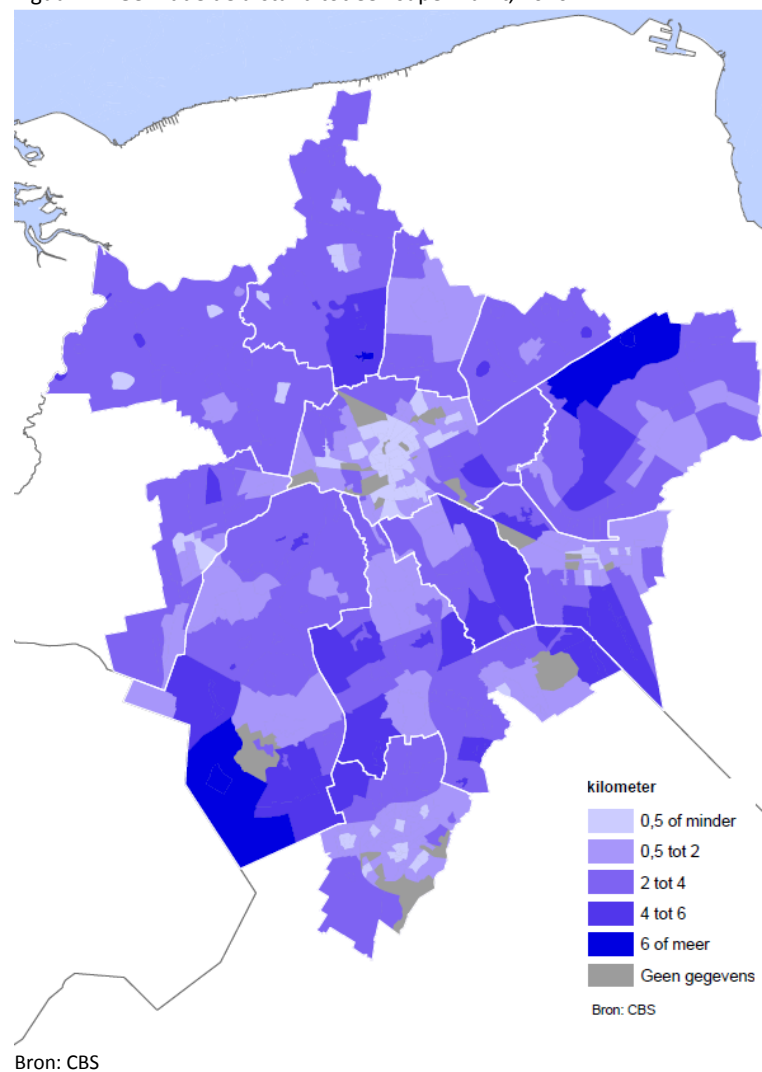 kilometer
0,5 of minder
0,5 tot 2
2 tot 4
4 tot 6
6 of meer
Geen gegevens
Bron: CBS
Bron: CBS